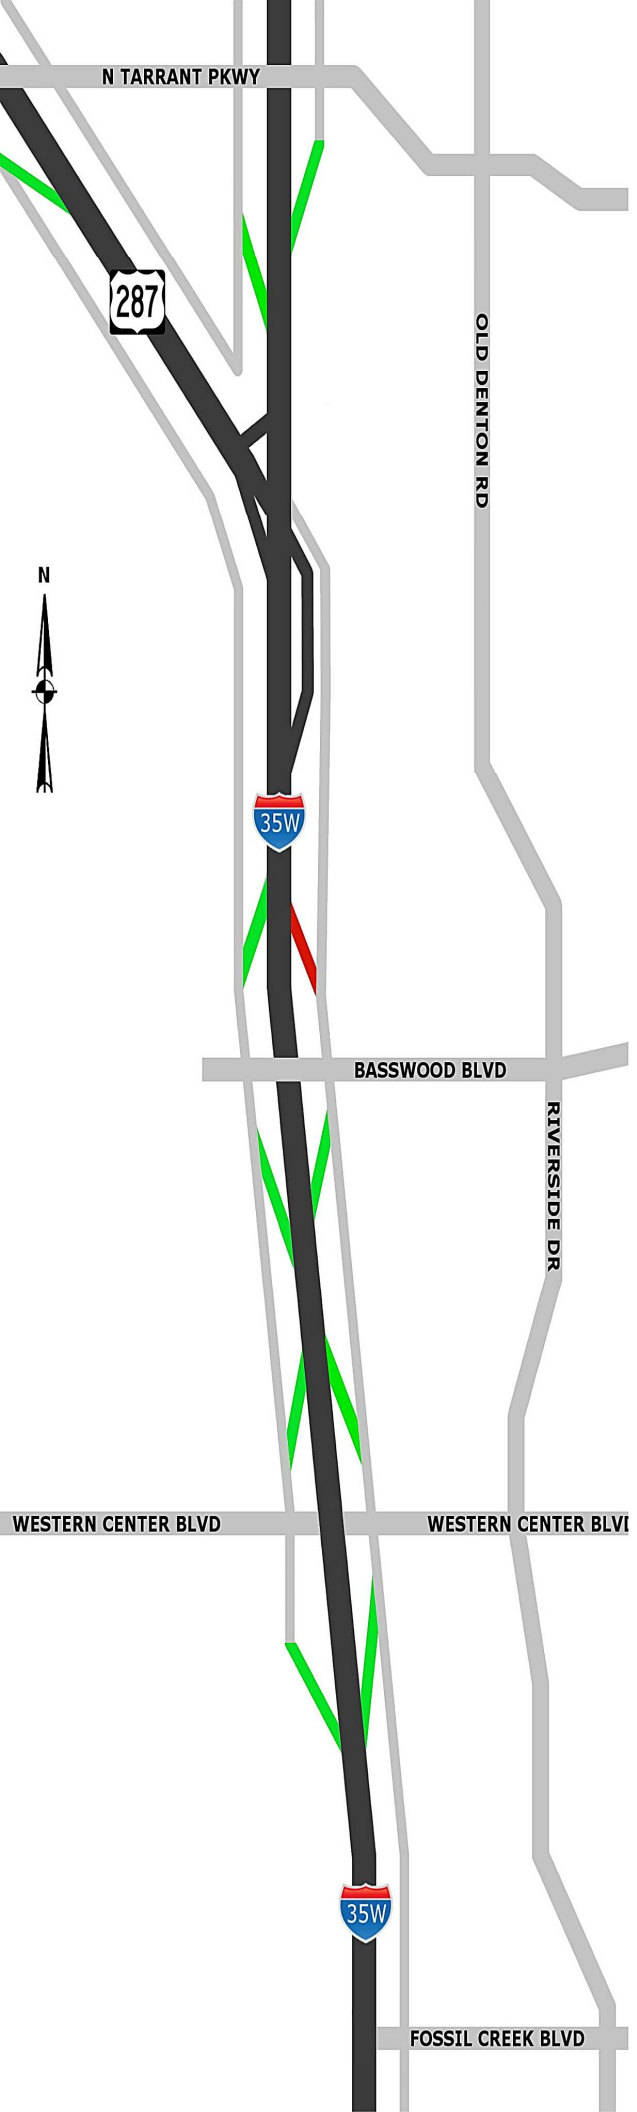 N TARRANT PKWY
287
OLD DENTON RD
N
35W
BASSWOOD BLVD
RIVERSIDE DR
WESTERN CENTER BLVD
WESTERN CENTER BLVD
35W
FOSSIL CREEK BLVD